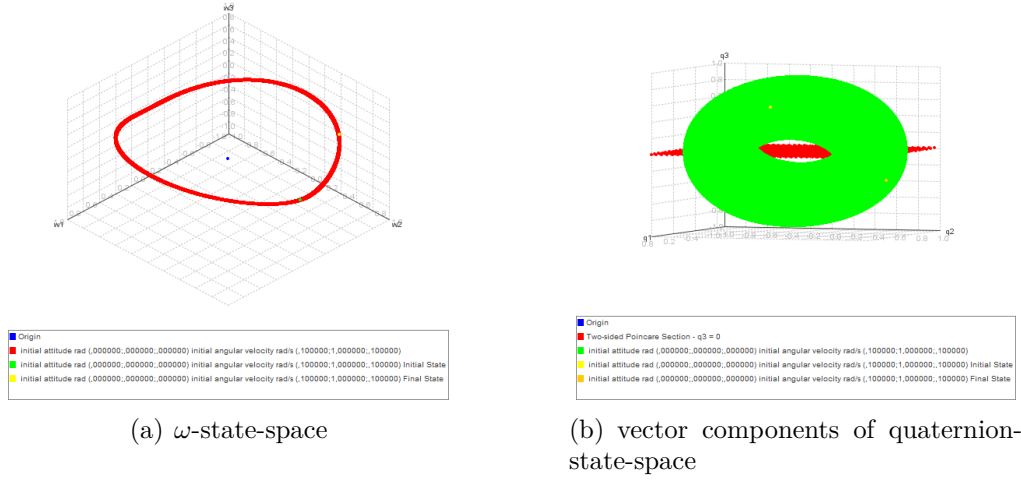 w3
w1
w2
Origin
initial attitude rad (,000000;,000000;,000000) initial angular velocity rad/s (,100000;1,000000;,100000)
initial attitude rad (,000000;,000000;,000000) initial angular velocity rad/s (,100000;1,000000;,100000) Initial State
initial attitude rad (,000000;,000000;,000000) initial angular velocity rad/s (,100000;1,000000;,100000) Final State
(a) ω-state-space
q3
q1
q2
Origin
Two-sided Poincare Section - q3 = 0
initial attitude rad (,000000;,000000;,000000) initial angular velocity rad/s (,100000;1,000000;,100000)
initial attitude rad (,000000;,000000;,000000) initial angular velocity rad/s (,100000;1,000000;,100000) Initial State
initial attitude rad (,000000;,000000;,000000) initial angular velocity rad/s (,100000;1,000000;,100000) Final State
(b) vector components of quaternion-
state-space